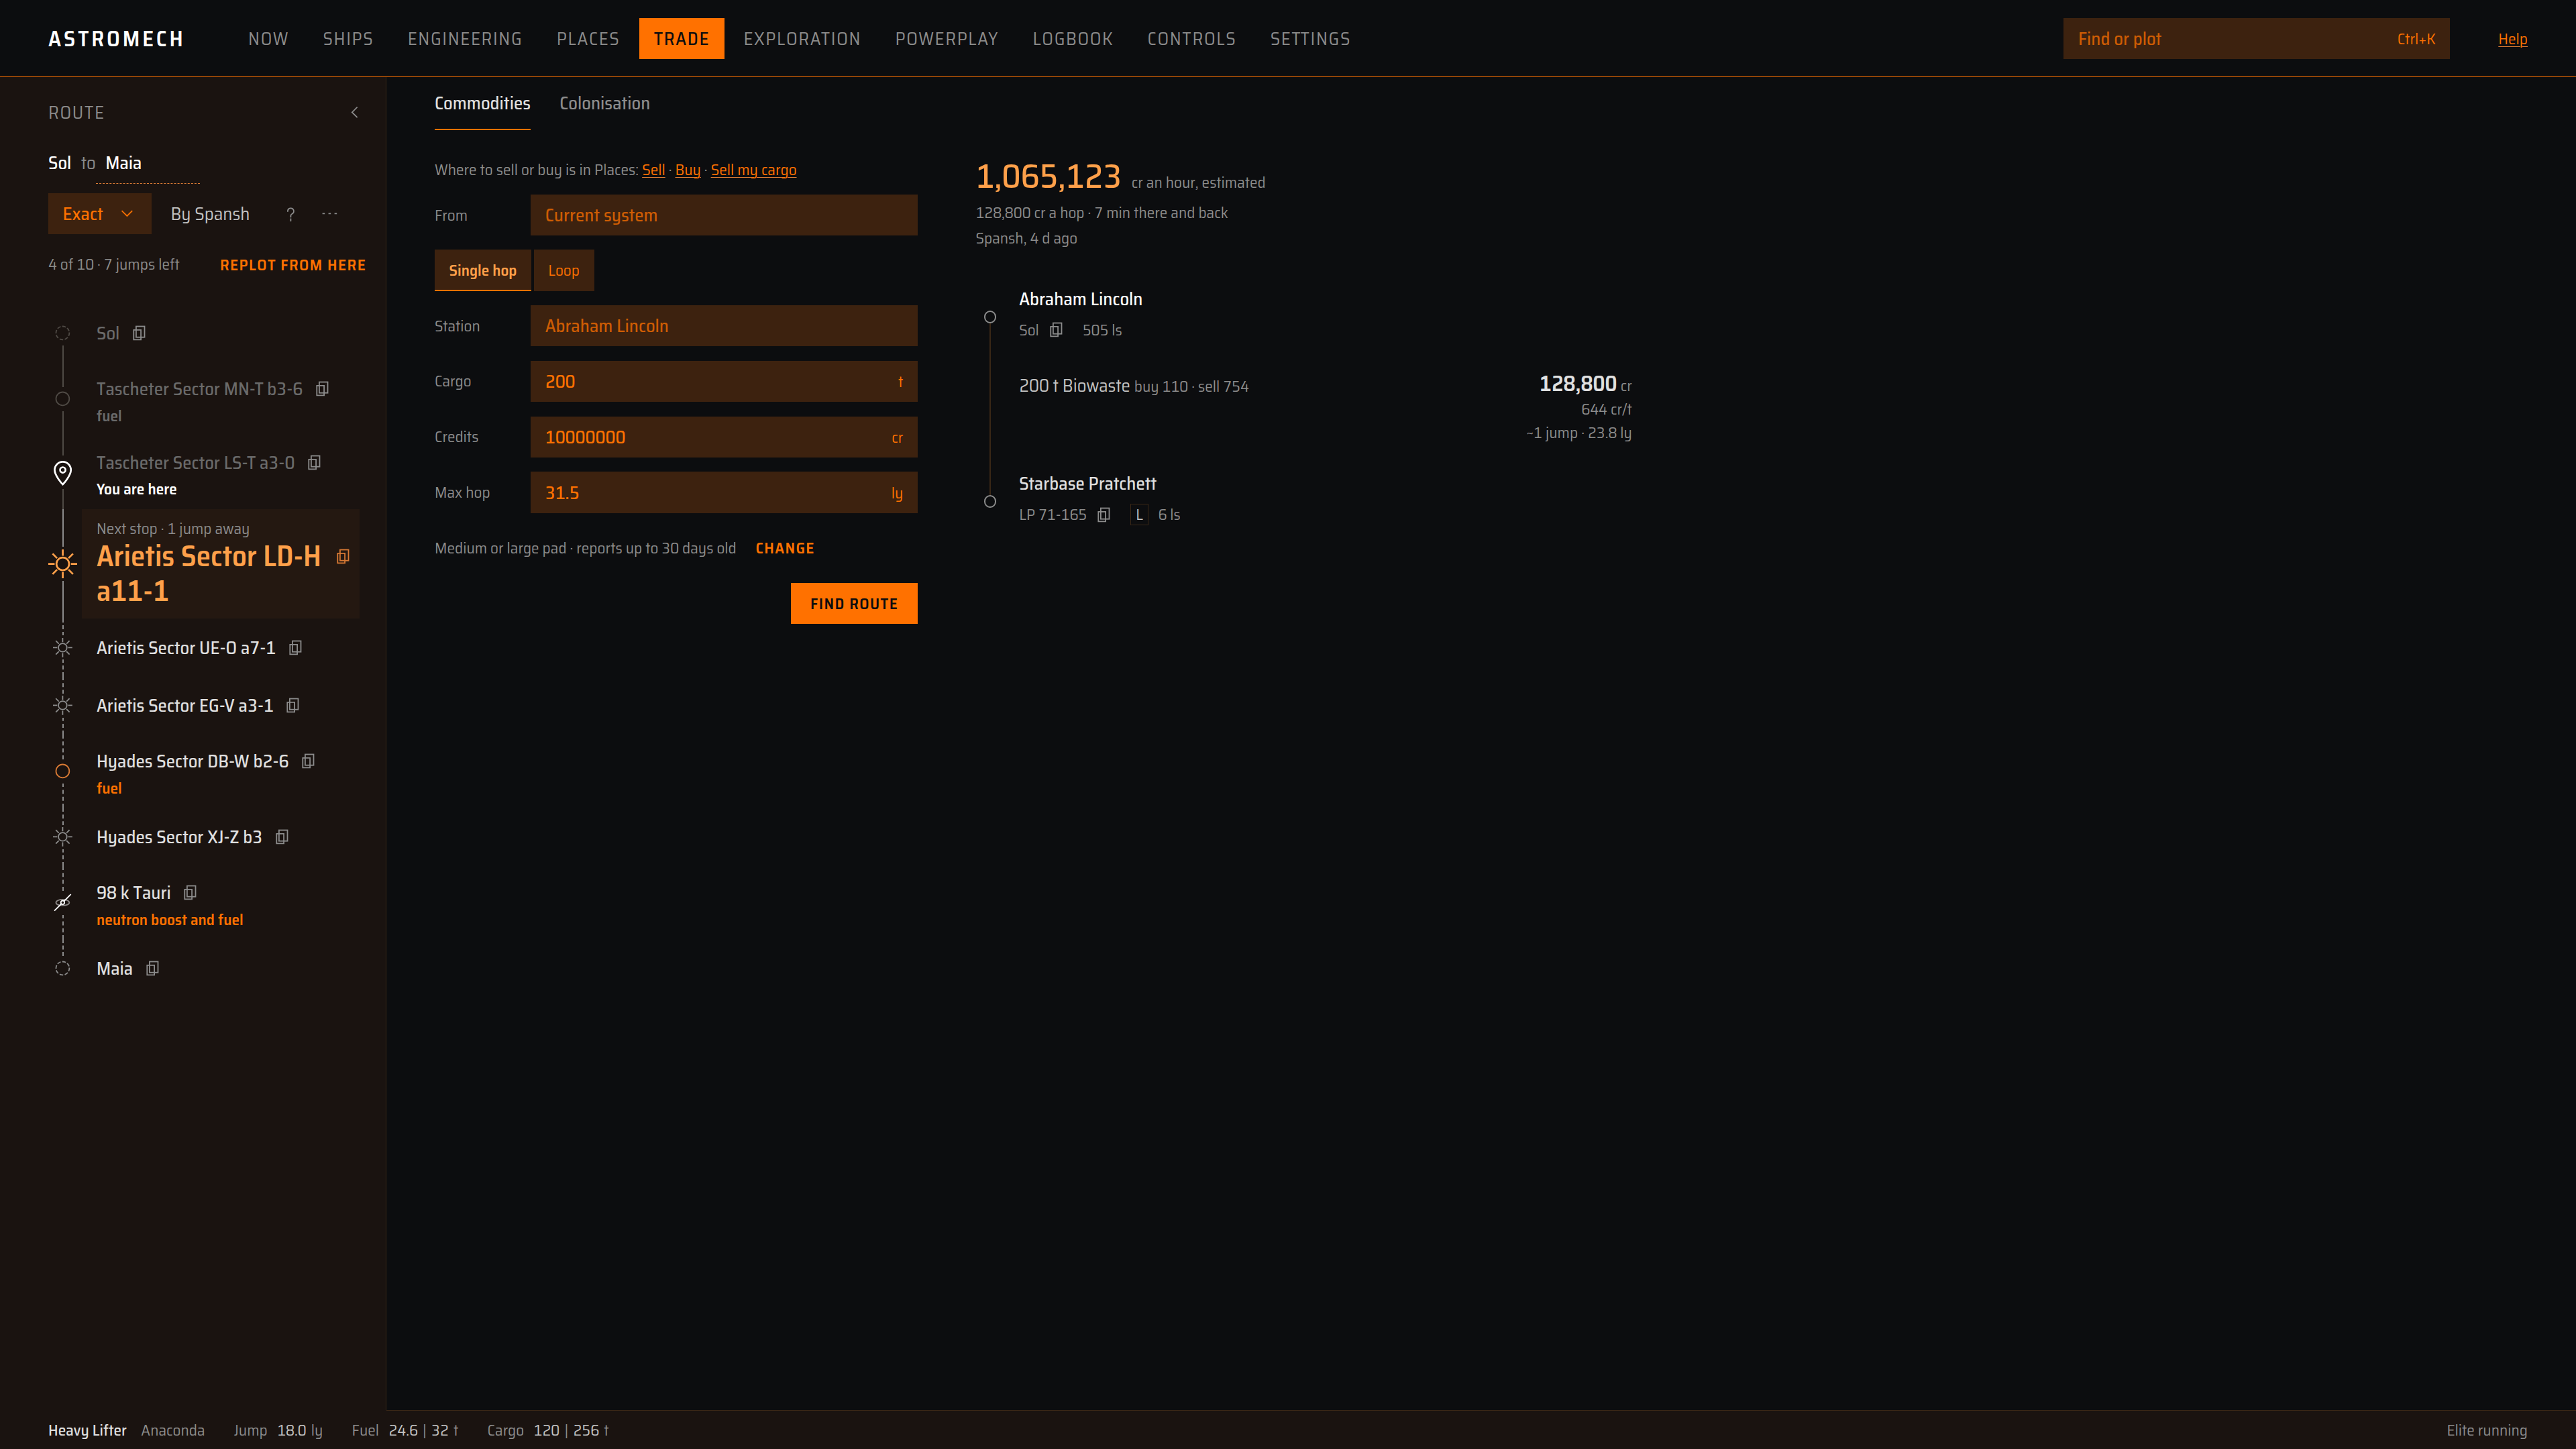 ASTROMECH NOW SHIPS ENGINEERING PLACES TRADE EXPLORATION POWERPLAY LOGBOOK CONTROLS SETTINGS Find or plot Ctrl+K Help
ROUTE
Sol to Maia
Exact By Spansh ? ...
4 of 10 · 7 jumps left REPLOT FROM HERE
Sol
Tascheter Sector MN-T b3-6
fuel
Tascheter Sector LS-T a3-0
You are here
Next stop · 1 jump away
Arietis Sector LD-H
a11-1
Arietis Sector UE-O a7-1
Arietis Sector EG-V a3-1
Hyades Sector DB-W b2-6
fuel
Hyades Sector XJ-Z b3
98 k Tauri
neutron boost and fuel
Maia
Commodities Colonisation
Where to sell or buy is in Places: Sell · Buy · Sell my cargo
From Current system
Single hop Loop
Station Abraham Lincoln
Cargo 200 t
Credits 10000000 cr
Max hop 31.5 ly
Medium or large pad · reports up to 30 days old CHANGE
FIND ROUTE
1,065,123 cr an hour, estimated
128,800 cr a hop · 7 min there and back
Spansh, 4 d ago
Abraham Lincoln
Sol 505 ls
200 t Biowaste buy 110 · sell 754 128,800 cr
644 cr/t
~1 jump · 23.8 ly
Starbase Pratchett
LP 71-165 L 6 ls
Heavy Lifter Anaconda Jump 18.0 ly Fuel 24.6 | 32 t Cargo 120 | 256 t Elite running